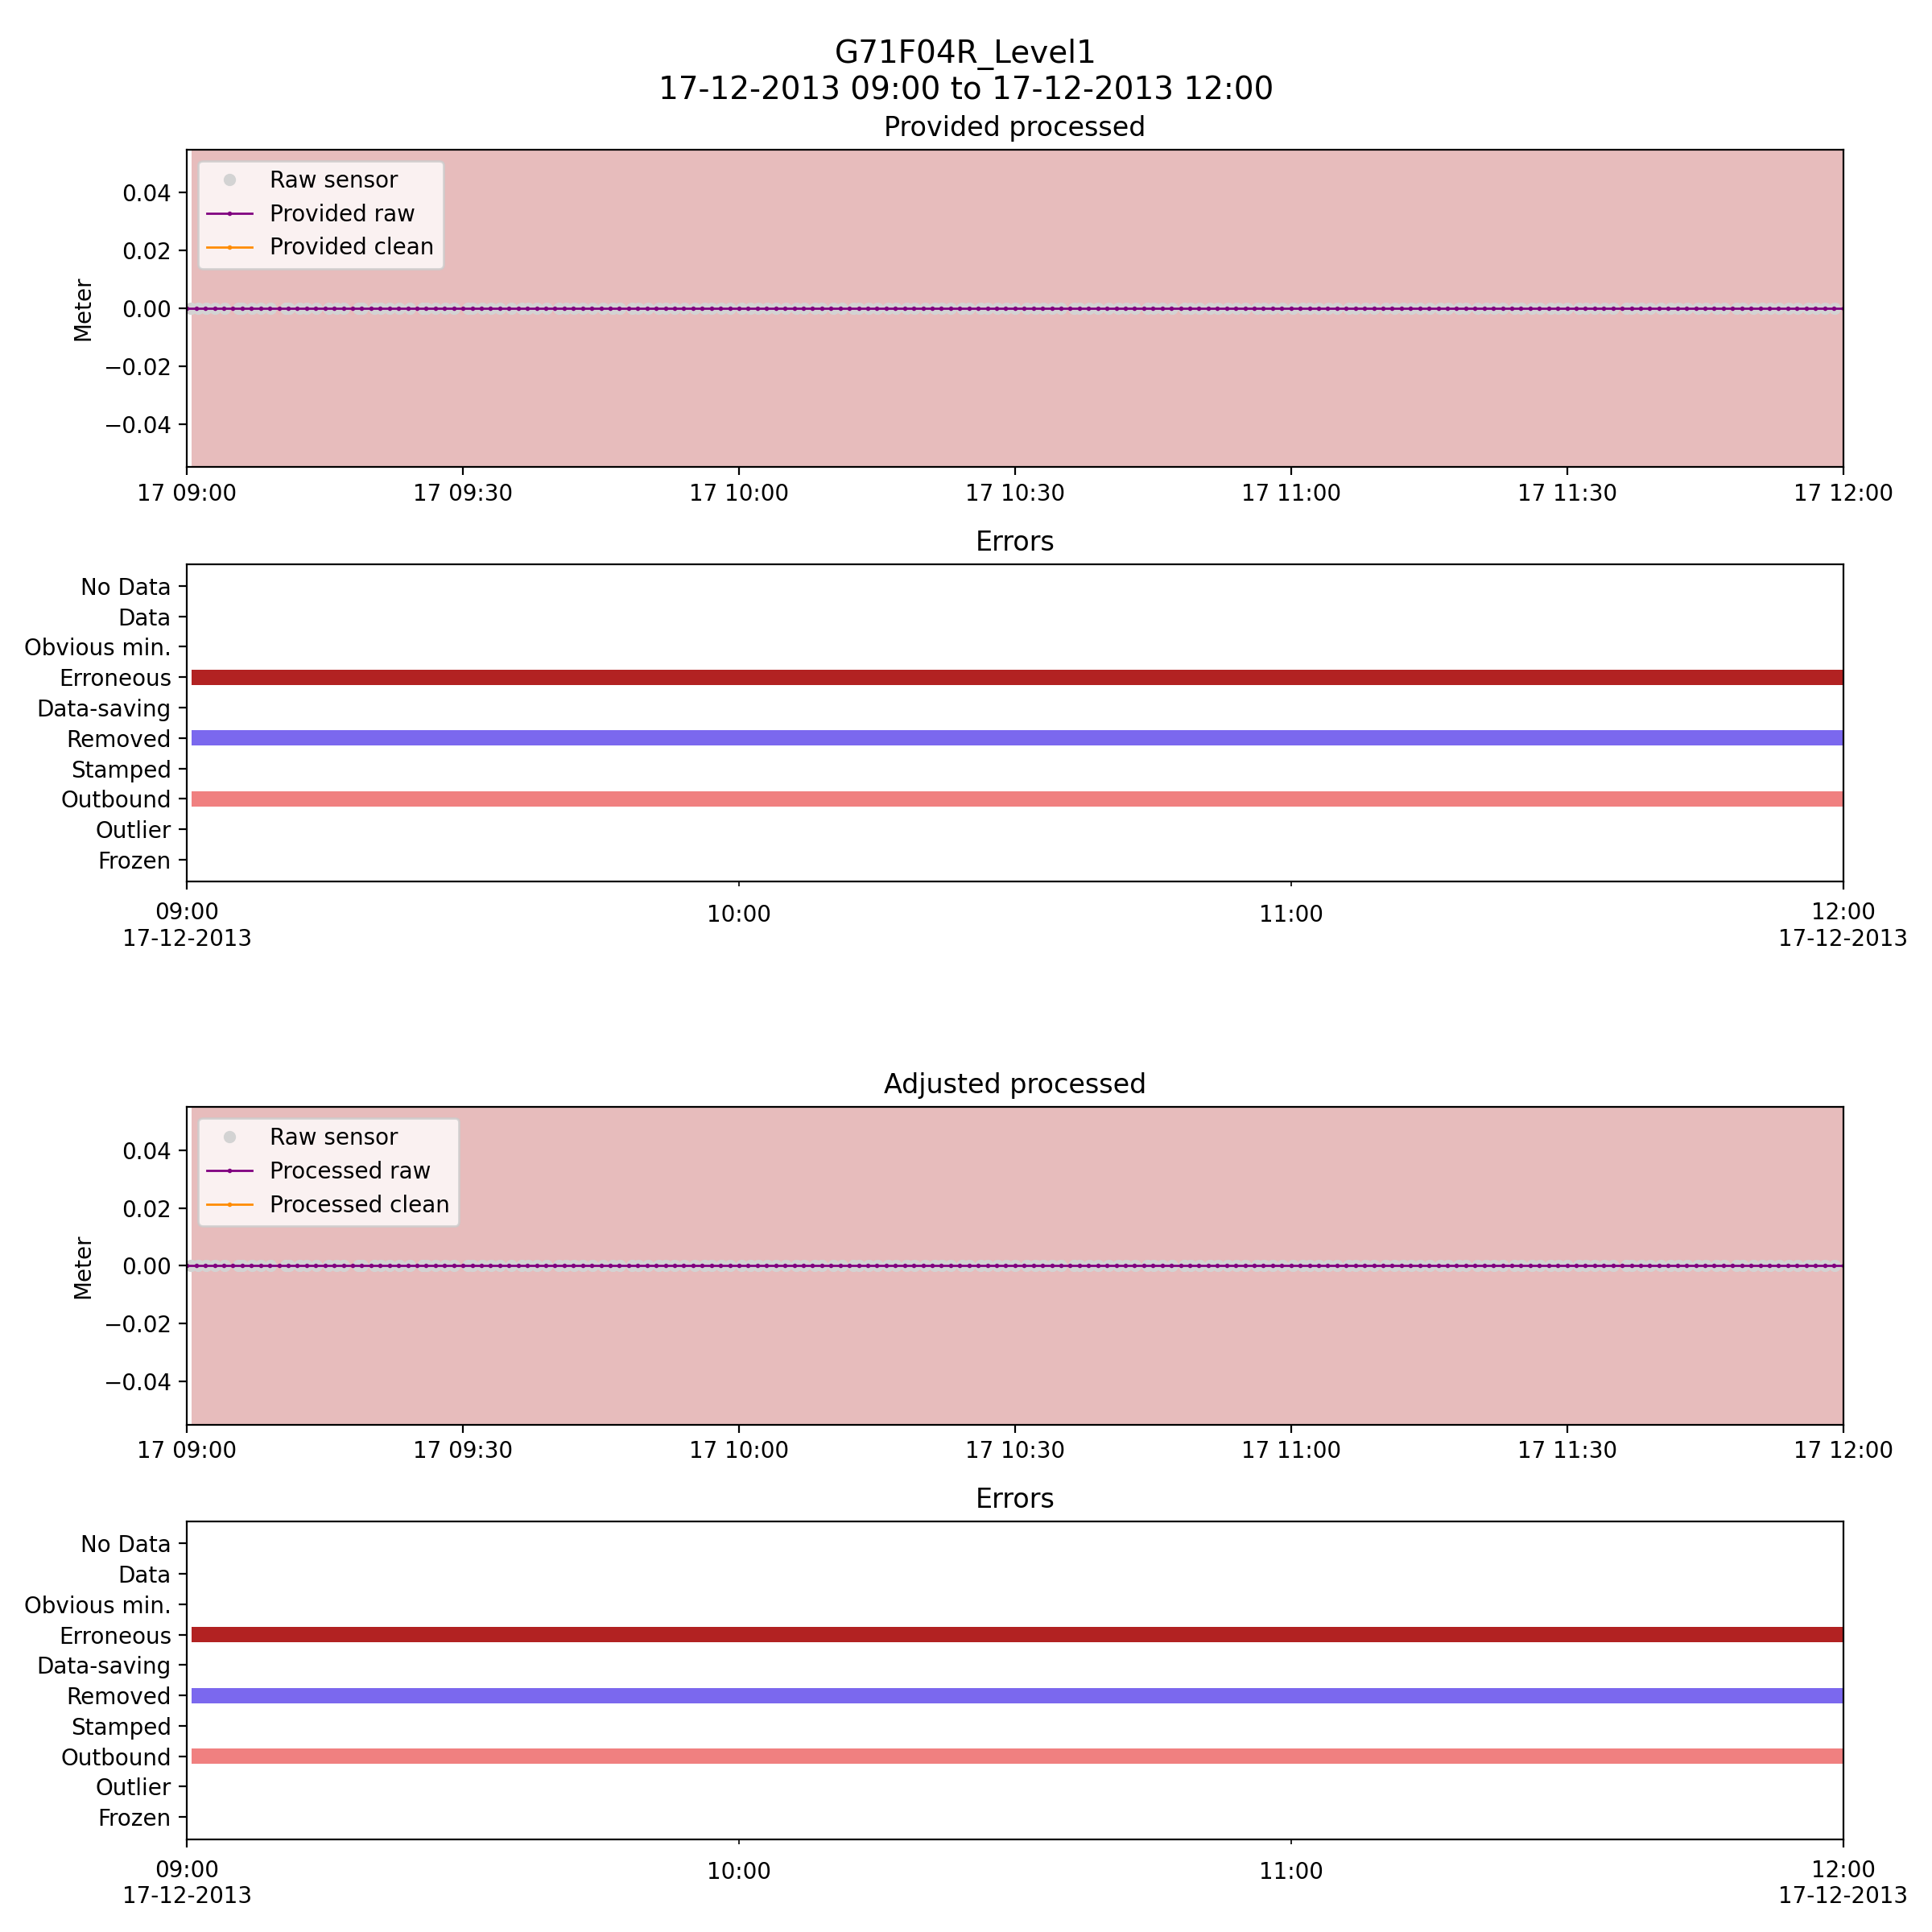 G71F04R_Level1
17-12-2013 09:00 to 17-12-2013 12:00
Provided processed
Raw sensor
Provided raw
Provided clean
Meter
0.04
0.02
0.00
−0.02
−0.04
17 09:00 17 09:30 17 10:00 17 10:30 17 11:00 17 11:30 17 12:00
Errors
No Data
Data
Obvious min.
Erroneous
Data-saving
Removed
Stamped
Outbound
Outlier
Frozen
09:00 10:00 11:00 12:00
17-12-2013 17-12-2013
Adjusted processed
Raw sensor
Processed raw
Processed clean
Meter
0.04
0.02
0.00
−0.02
−0.04
17 09:00 17 09:30 17 10:00 17 10:30 17 11:00 17 11:30 17 12:00
Errors
No Data
Data
Obvious min.
Erroneous
Data-saving
Removed
Stamped
Outbound
Outlier
Frozen
09:00 10:00 11:00 12:00
17-12-2013 17-12-2013